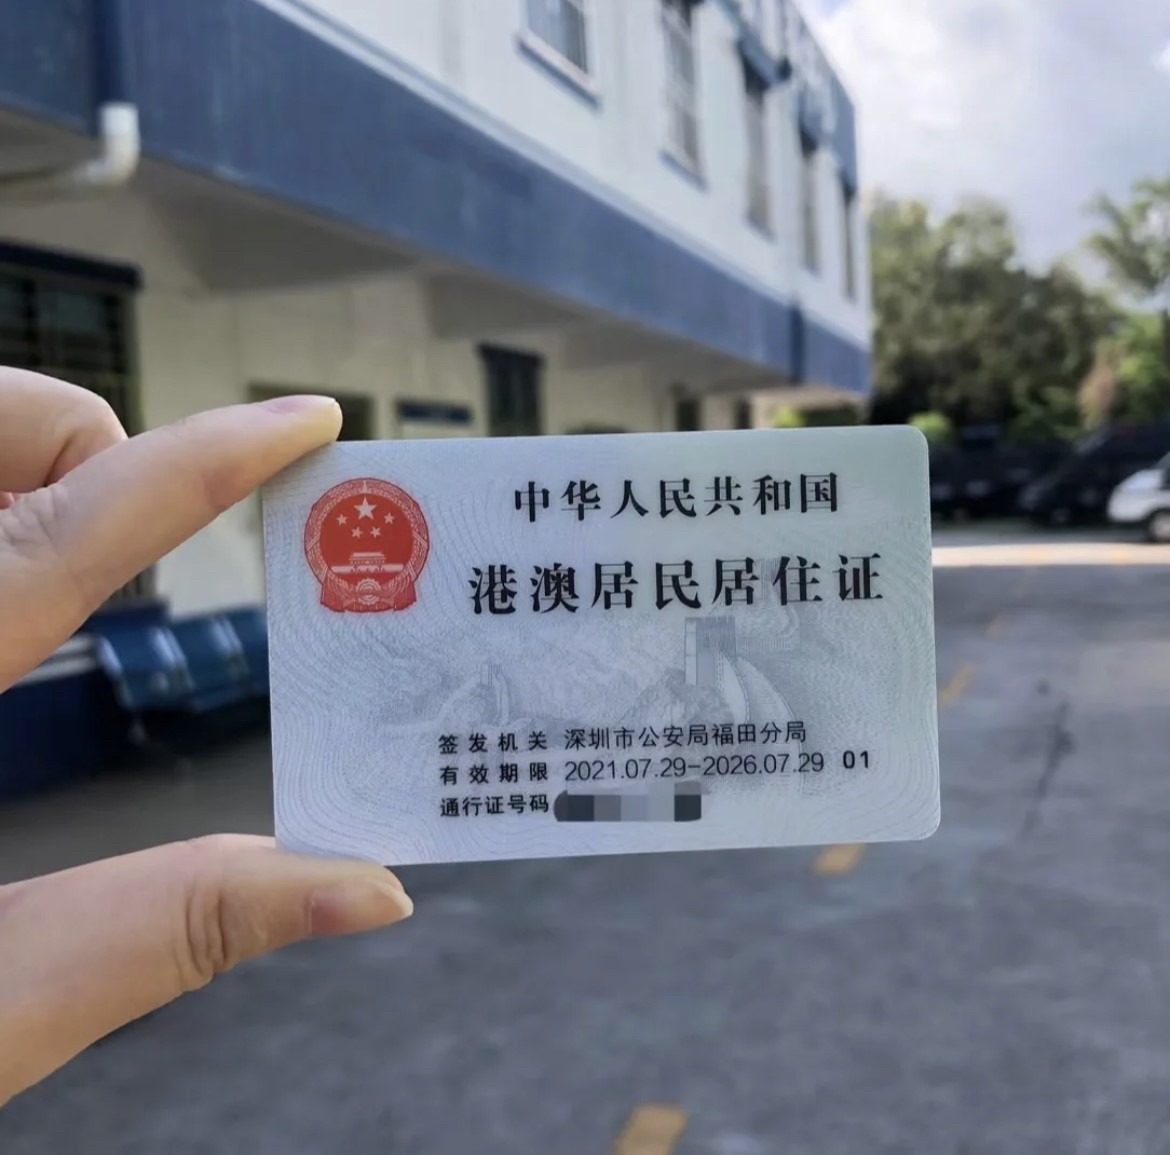 中华人民共和国
港澳居民居住证
签发机关 深圳市公安局福田分局
有效期限 2021.07.29-2026.07.29 01
通行证号码